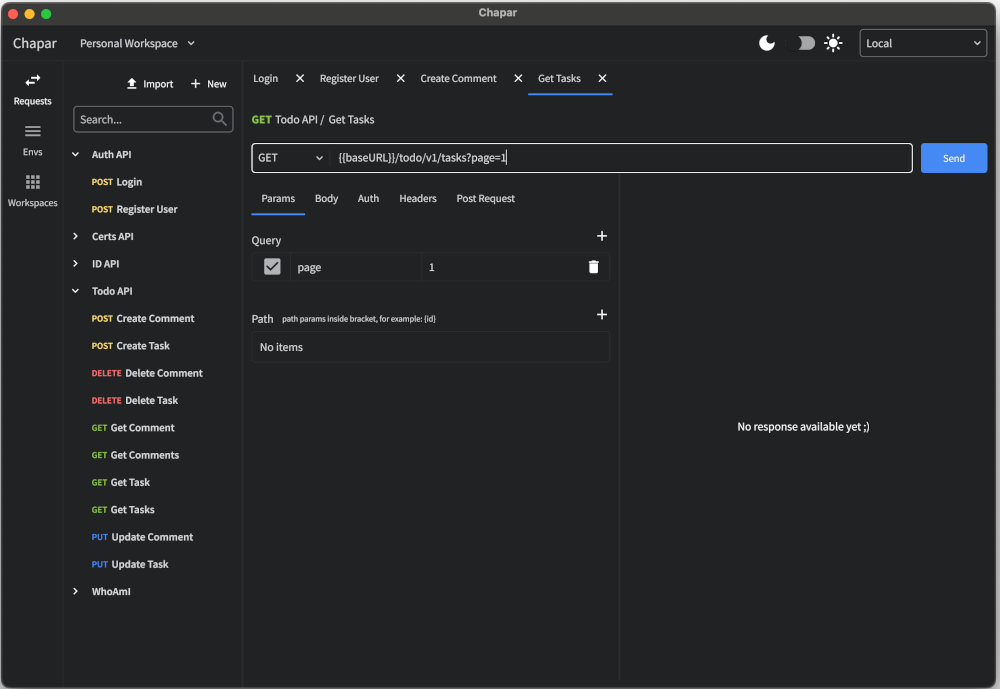 Chapar
Chapar
Personal Workspace
Local
Requests
Envs
Workspaces
Import
New
Search...
Auth API
POST Login
POST Register User
Certs API
ID API
Todo API
POST Create Comment
POST Create Task
DELETE Delete Comment
DELETE Delete Task
GET Get Comment
GET Get Comments
GET Get Task
GET Get Tasks
PUT Update Comment
PUT Update Task
WhoAmI
Login
Register User
Create Comment
Get Tasks
GET Todo API / Get Tasks
GET
{{baseURL}}/todo/v1/tasks?page=1
Send
Params
Body
Auth
Headers
Post Request
Query
page
1
Path
path params inside bracket, for example: {id}
No items
No response available yet ;)